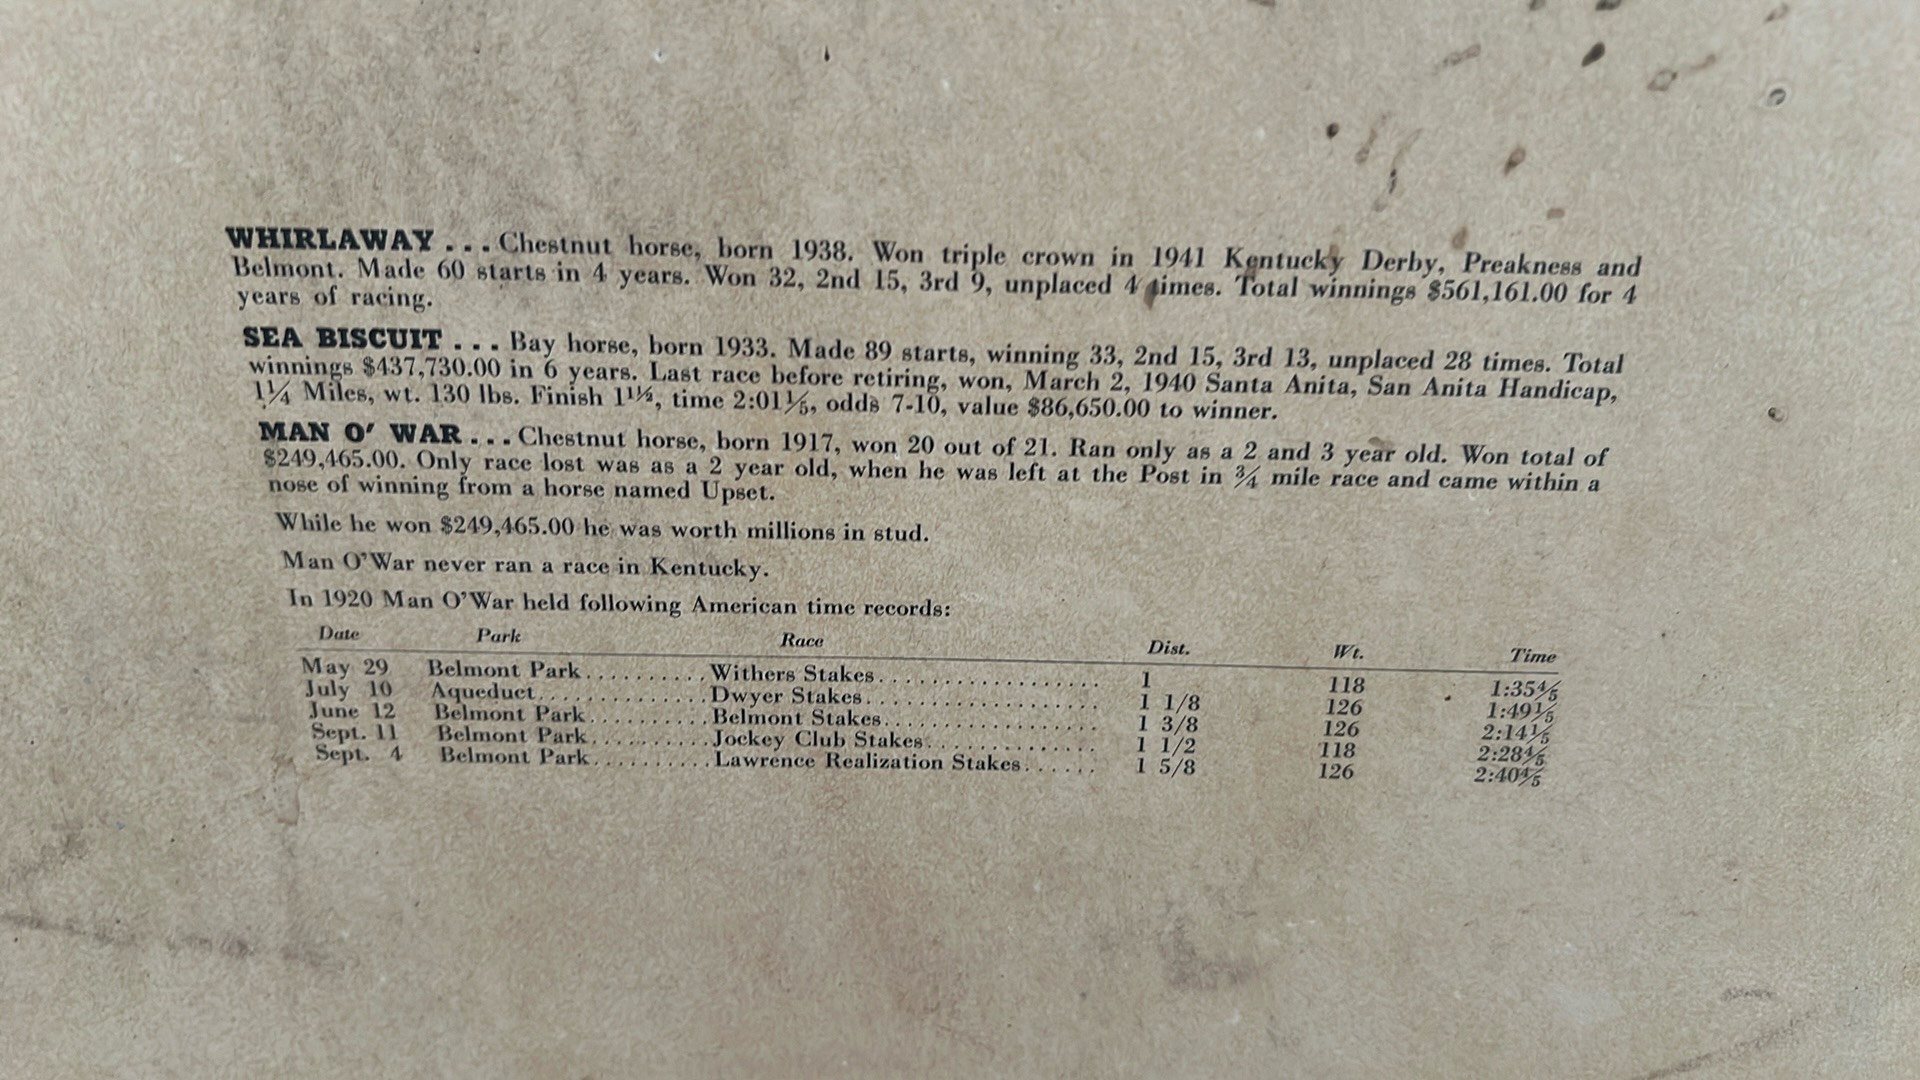 WHIRLAWAY . . . Chestnut horse, born 1938. Won triple crown in 1941 Kentucky Derby, Preakness and
Belmont. Made 60 starts in 4 years. Won 32, 2nd 15, 3rd 9, unplaced 4 times. Total winnings $561,161.00 for 4
years of racing.
SEA BISCUIT . . . Bay horse, born 1933. Made 89 starts, winning 33, 2nd 15, 3rd 13, unplaced 28 times. Total
winnings $437,730.00 in 6 years. Last race before retiring, won, March 2, 1940 Santa Anita, San Anita Handicap,
1¼ Miles, wt. 130 lbs. Finish 1 1½, time 2:01⅕, odds 7-10, value $86,650.00 to winner.
MAN O' WAR . . . Chestnut horse, born 1917, won 20 out of 21. Ran only as a 2 and 3 year old. Won total of
$249,465.00. Only race lost was as a 2 year old, when he was left at the Post in ¾ mile race and came within a
nose of winning from a horse named Upset.
While he won $249,465.00 he was worth millions in stud.
Man O'War never ran a race in Kentucky.
In 1920 Man O'War held following American time records:
Date Park Race Dist. Wt. Time
May 29 Belmont Park.......... Withers Stakes.................. 1 118 1:35⅘
July 10 Aqueduct.............. Dwyer Stakes................... 1 1/8 126 1:49⅕
June 12 Belmont Park.......... Belmont Stakes................. 1 3/8 126 2:14⅕
Sept. 11 Belmont Park.......... Jockey Club Stakes............. 1 1/2 118 2:28⅘
Sept. 4 Belmont Park.......... Lawrence Realization Stakes...... 1 5/8 126 2:40⅘